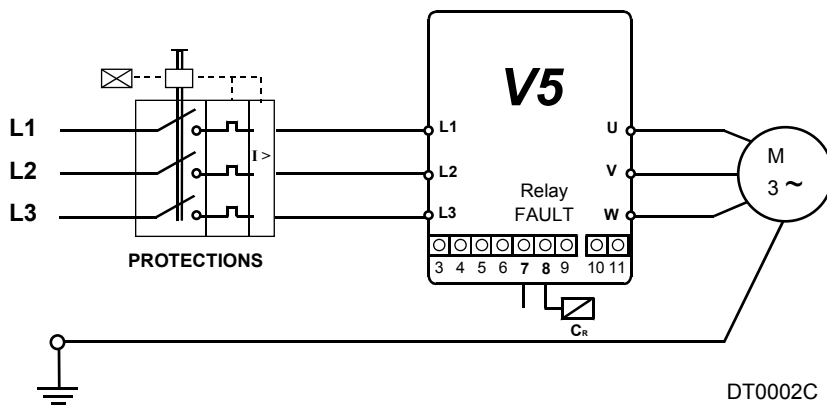 V5
L1
L2
L3
I >
L1
L2
L3
U
V
W
M
3 ~
Relay
FAULT
3 4 5 6 7 8 9 10 11
PROTECTIONS
CR
DT0002C